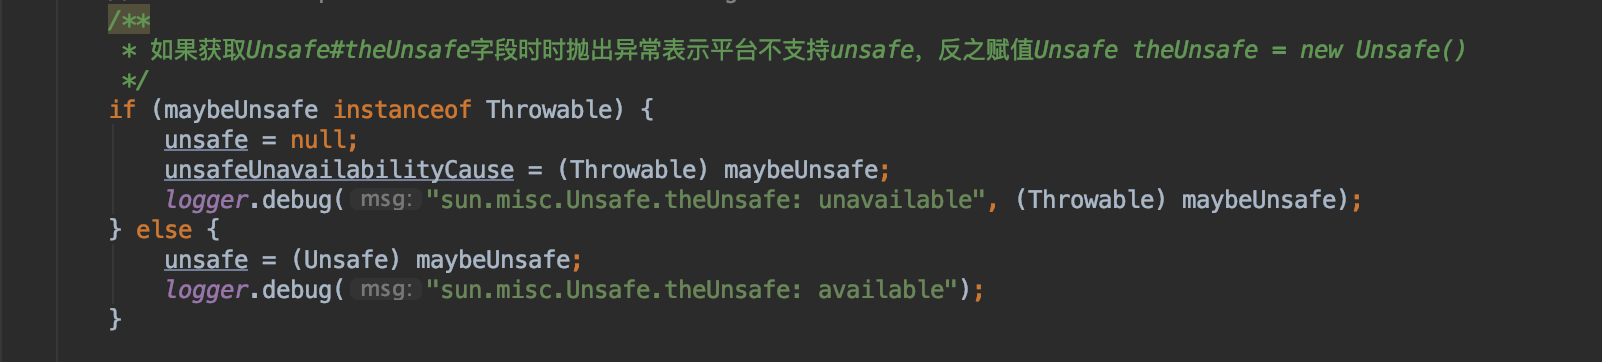 /**
 * 如果获取Unsafe#theUnsafe字段时时抛出异常表示平台不支持unsafe，反之赋值Unsafe theUnsafe = new Unsafe()
 */
if (maybeUnsafe instanceof Throwable) {
    unsafe = null;
    unsafeUnavailabilityCause = (Throwable) maybeUnsafe;
    logger.debug( msg: "sun.misc.Unsafe.theUnsafe: unavailable", (Throwable) maybeUnsafe);
} else {
    unsafe = (Unsafe) maybeUnsafe;
    logger.debug( msg: "sun.misc.Unsafe.theUnsafe: available");
}